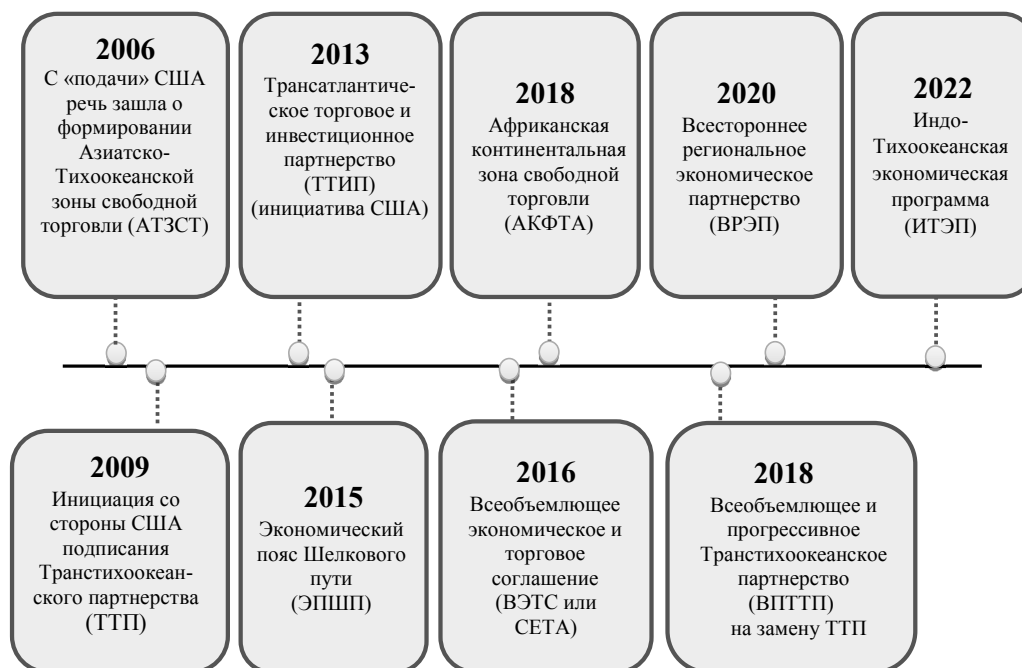 2006
С «подачи» США
речь зашла о
формировании
Азиатско-
Тихоокеанской
зоны свободной
торговли (АТЗСТ)
2013
Трансатлантиче-
ское торговое и
инвестиционное
партнерство
(ТТИП)
(инициатива США)
2018
Африканская
континентальная
зона свободной
торговли
(АКФТА)
2020
Всестороннее
региональное
экономическое
партнерство
(ВРЭП)
2022
Индо-
Тихоокеанская
экономическая
программа
(ИТЭП)
2009
Инициация со
стороны США
подписания
Транстихоокеан-
ского партнерства
(ТТП)
2015
Экономический
пояс Шелкового
пути
(ЭПШП)
2016
Всеобъемлющее
экономическое и
торговое
соглашение
(ВЭТС или
СЕТА)
2018
Всеобъемлющее и
прогрессивное
Транстихоокеанское
партнерство
(ВПТТП)
на замену ТТП